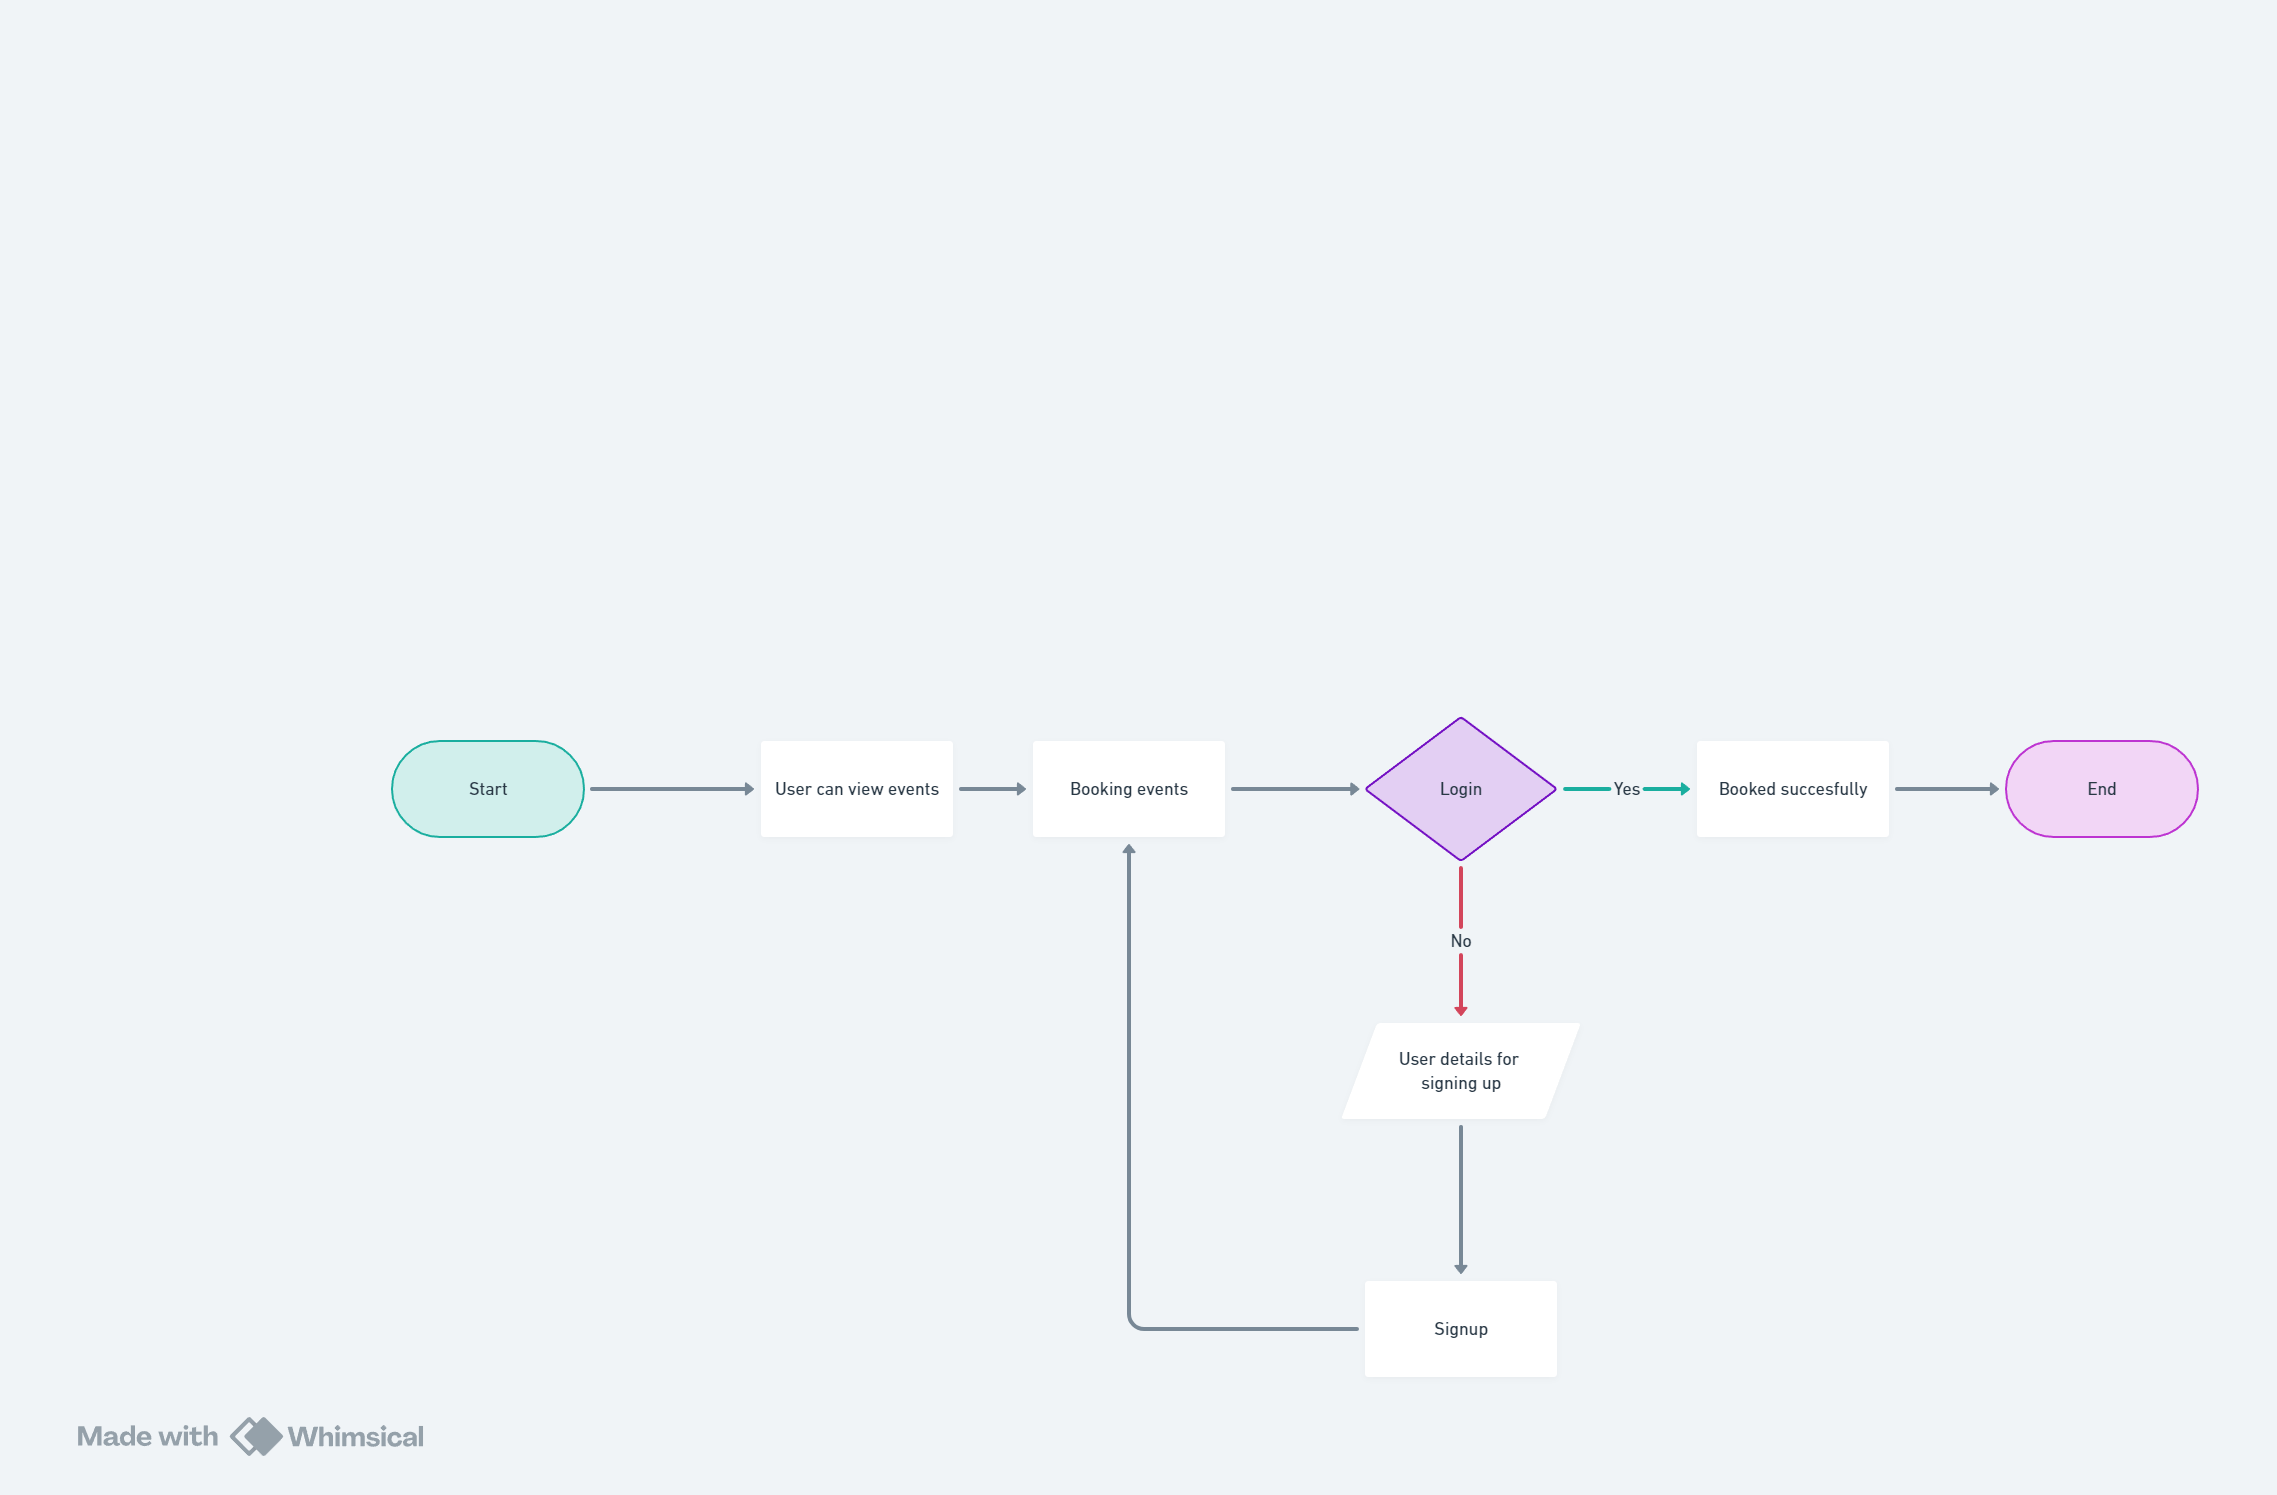 Start
User can view events
Booking events
Login
Yes
Booked succesfully
End
No
User details for
signing up
Signup
Made with Whimsical